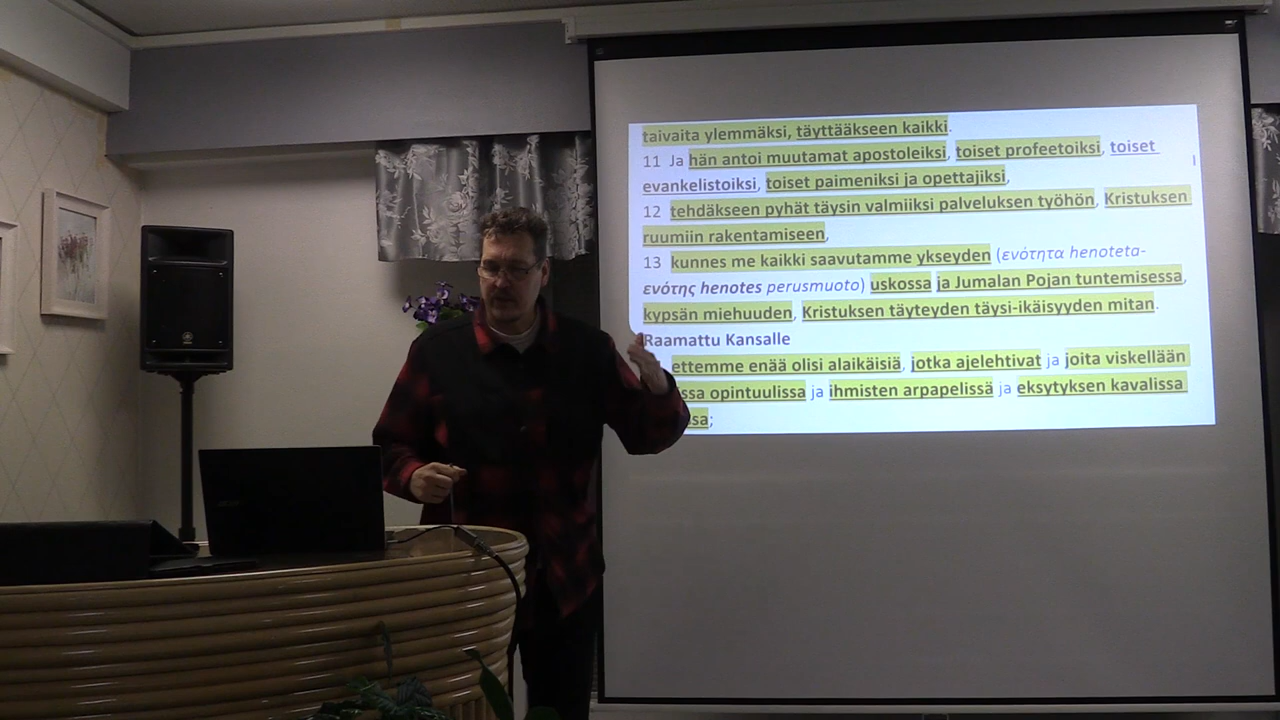 taivaita ylemmäksi, täyttääkseen kaikki.
11 Ja hän antoi muutamat apostoleiksi, toiset profeetoiksi, toiset
evankelistoiksi, toiset paimeniksi ja opettajiksi,
12 tehdäkseen pyhät täysin valmiiksi palveluksen työhön, Kristuksen
ruumiin rakentamiseen,
13 kunnes me kaikki saavutamme ykseyden (ενότητα henoteta-
ενότης henotes perusmuoto) uskossa ja Jumalan Pojan tuntemisessa,
kypsän miehuuden, Kristuksen täyteyden täysi-ikäisyyden mitan.
Raamattu Kansalle
ettemme enää olisi alaikäisiä, jotka ajelehtivat ja joita viskellään
issa opintuulissa ja ihmisten arpapelissä ja eksytyksen kavalissa
sa;